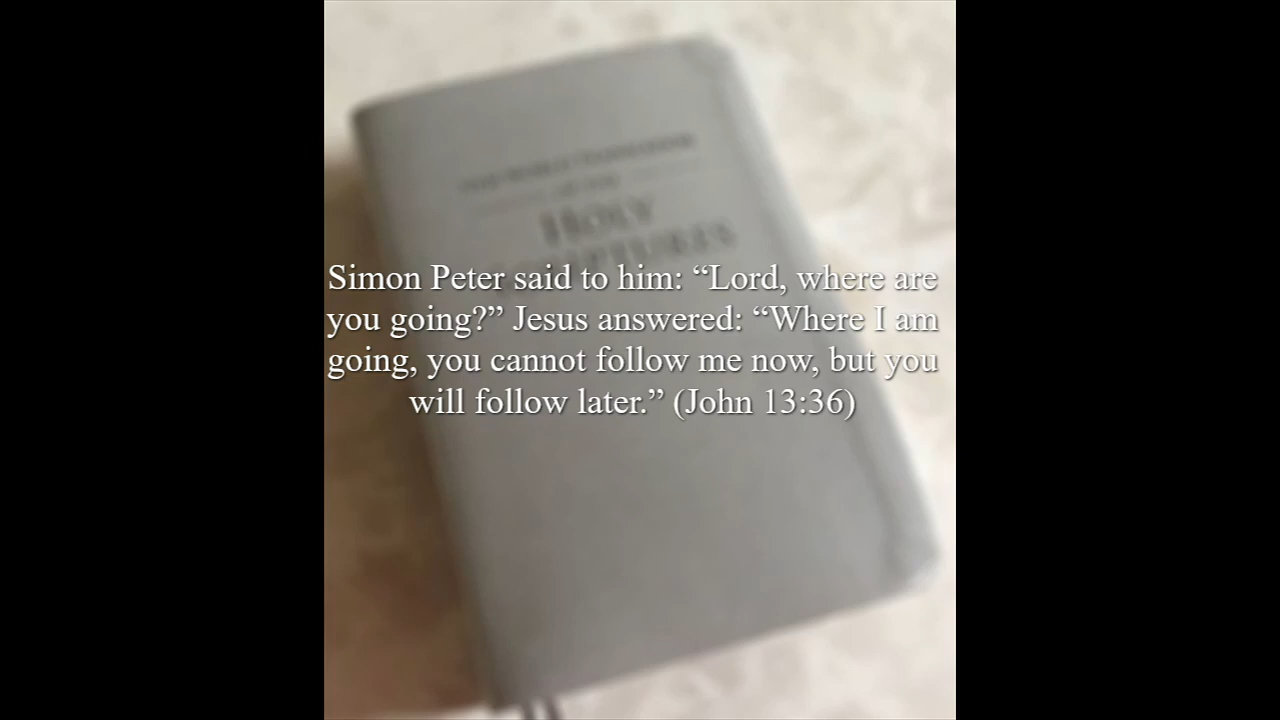 HOLY
Simon Peter said to him: “Lord, where are
you going?” Jesus answered: “Where I am
going, you cannot follow me now, but you
will follow later.” (John 13:36)